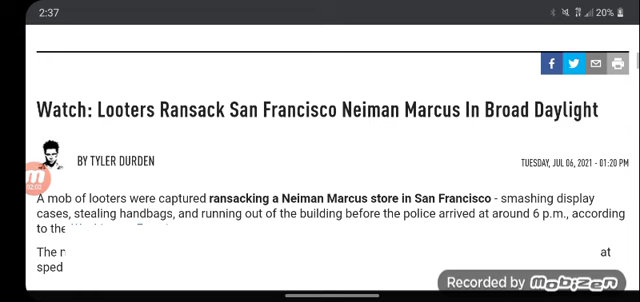 2:37
20%
f
Watch: Looters Ransack San Francisco Neiman Marcus In Broad Daylight
BY TYLER DURDEN
TUESDAY, JUL 06, 2021 - 01:20 PM
m
02:02
A mob of looters were captured ransacking a Neiman Marcus store in San Francisco - smashing display
cases, stealing handbags, and running out of the building before the police arrived at around 6 p.m., according
to the
The at
sped
Recorded by mobizen